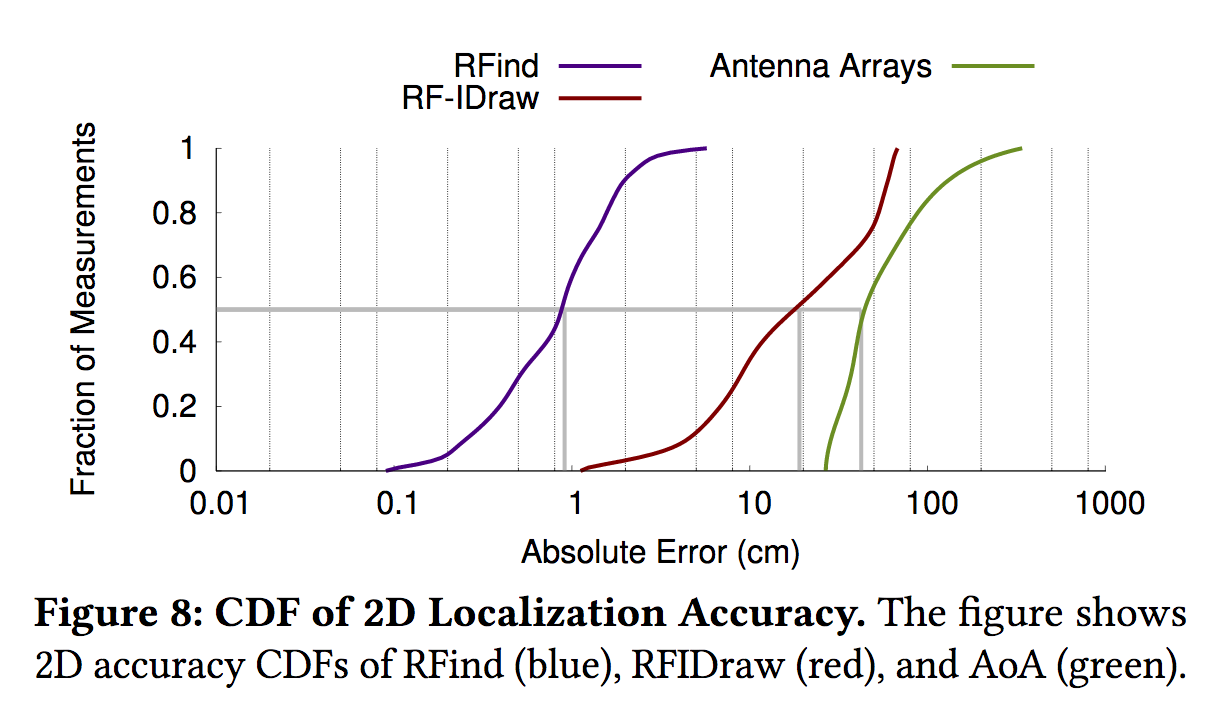 RFind
RF-IDraw
Antenna Arrays
1
0.8
0.6
0.4
0.2
0
Fraction of Measurements
0.01 0.1 1 10 100 1000
Absolute Error (cm)
Figure 8: CDF of 2D Localization Accuracy. The figure shows
2D accuracy CDFs of RFind (blue), RFIDraw (red), and AoA (green).